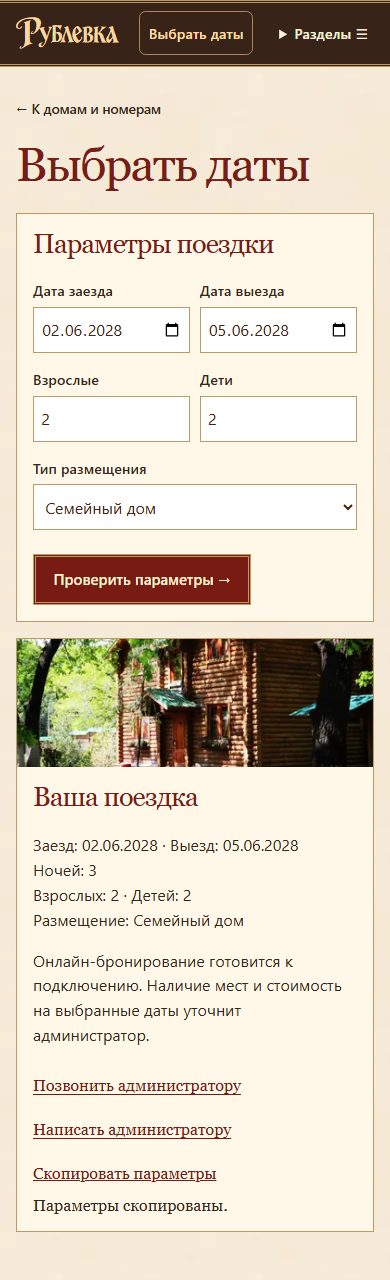 Рублевка
Выбрать даты
▶ Разделы ☰
← К домам и номерам
Выбрать даты
Параметры поездки
Дата заезда
Дата выезда
02.06.2028
05.06.2028
Взрослые
Дети
2
2
Тип размещения
Семейный дом
Проверить параметры →
Ваша поездка
Заезд: 02.06.2028 · Выезд: 05.06.2028
Ночей: 3
Взрослых: 2 · Детей: 2
Размещение: Семейный дом
Онлайн-бронирование готовится к
подключению. Наличие мест и стоимость
на выбранные даты уточнит
администратор.
Позвонить администратору
Написать администратору
Скопировать параметры
Параметры скопированы.